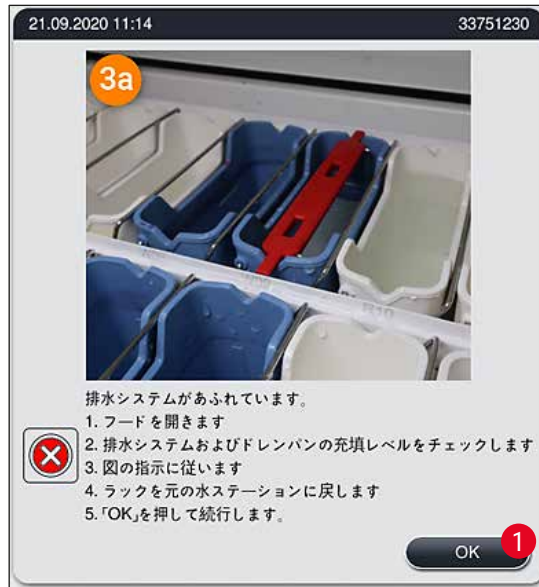 21.09.2020 11:14 33751230
3a
R10
排水システムがあふれています。
1. フードを開きます
2. 排水システムおよびドレンパンの充填レベルをチェックします
3. 図の指示に従います
4. ラックを元の水ステーションに戻します
5.「OK」を押して続行します。
OK 1